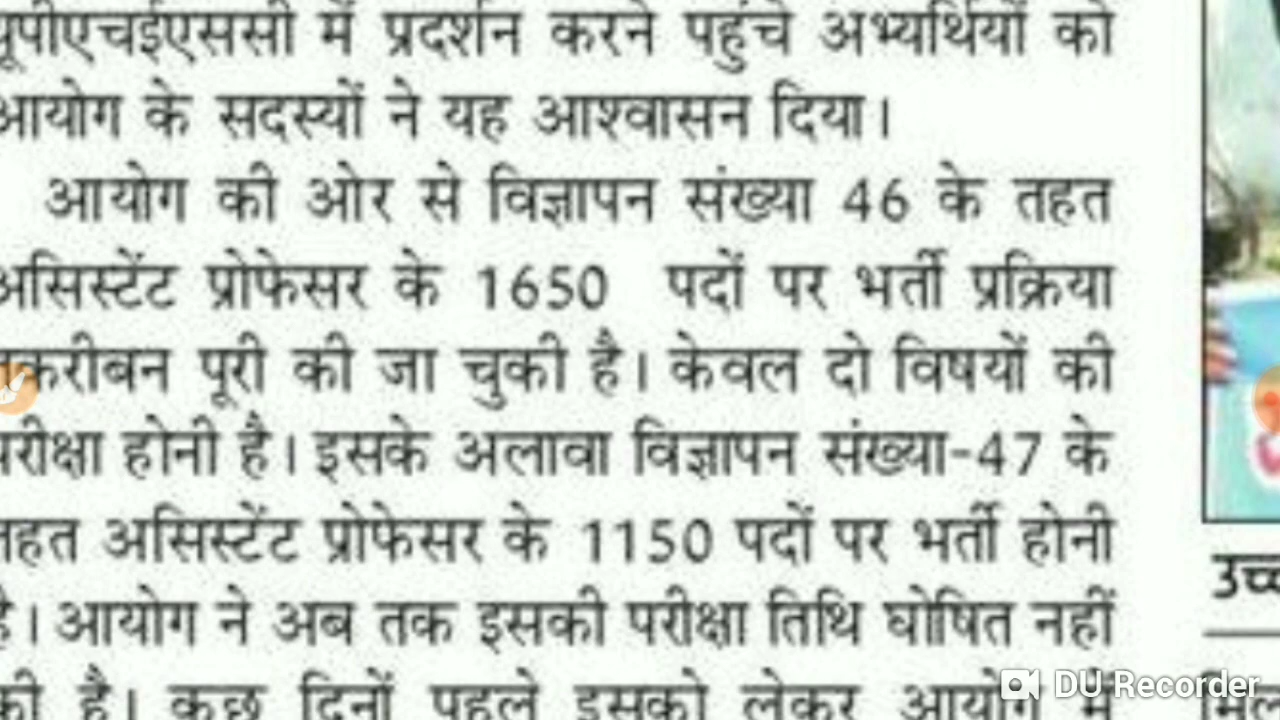 यूपीएचईएससी में प्रदर्शन करने पहुंचे अभ्यर्थियों को
आयोग के सदस्यों ने यह आश्वासन दिया।
आयोग की ओर से विज्ञापन संख्या 46 के तहत
असिस्टेंट प्रोफेसर के 1650 पदों पर भर्ती प्रक्रिया
तकरीबन पूरी की जा चुकी है। केवल दो विषयों की
परीक्षा होनी है। इसके अलावा विज्ञापन संख्या-47 के
तहत असिस्टेंट प्रोफेसर के 1150 पदों पर भर्ती होनी
है। आयोग ने अब तक इसकी परीक्षा तिथि घोषित नहीं
की है। कुछ दिनों पहले इसको लेकर आयोग में
DU Recorder